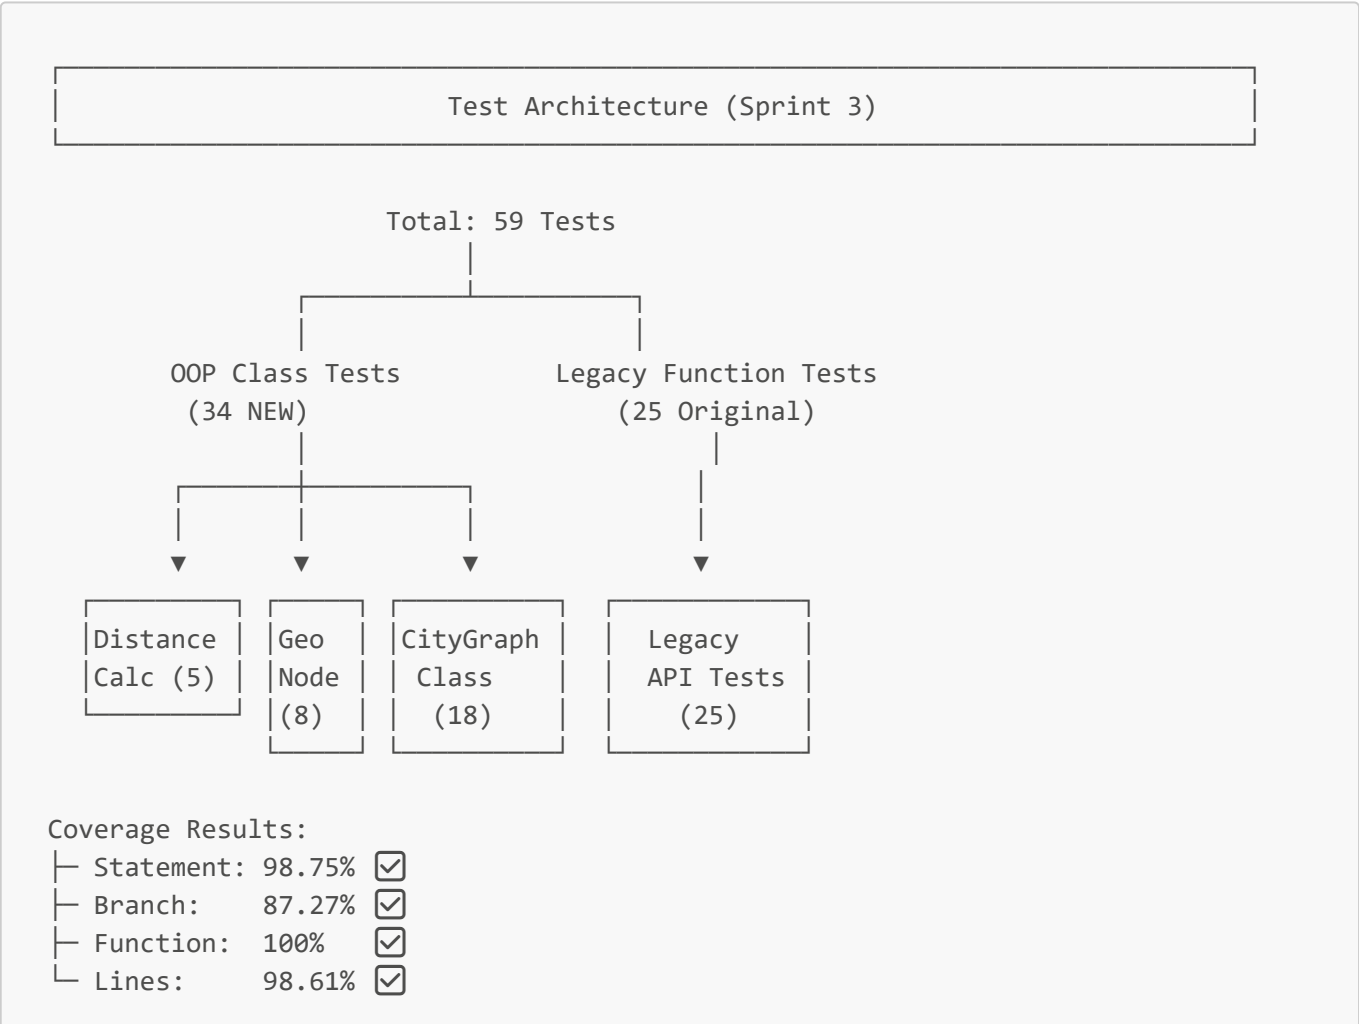 Test Architecture (Sprint 3)
Total: 59 Tests
OOP Class Tests Legacy Function Tests
(34 NEW) (25 Original)
Distance Geo CityGraph Legacy
Calc (5) Node Class API Tests
(8) (18) (25)
Coverage Results:
├─ Statement: 98.75% ☑
├─ Branch: 87.27% ☑
├─ Function: 100% ☑
└─ Lines: 98.61% ☑